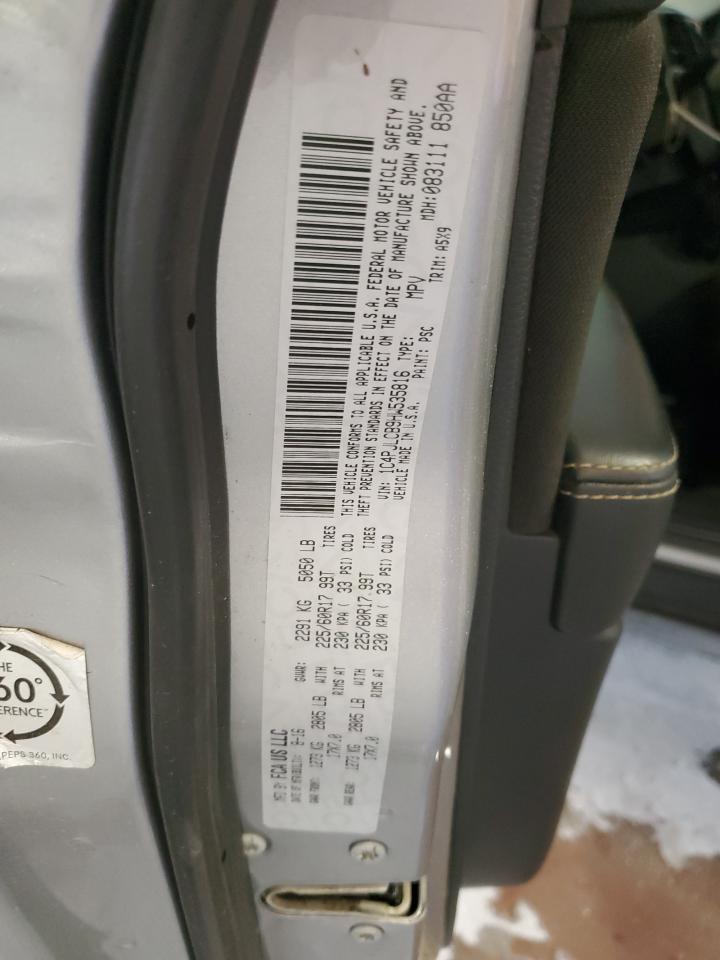 MFD BY FCA US LLC
DATE OF MFR: 8-16 GVWR: 2291 KG 5050 LB
GAWR FRONT: 1273 KG 2805 LB WITH 225/60R17 99T TIRES
17X7.0 RIMS AT 230 KPA ( 33 PSI) COLD
GAWR REAR: 1273 KG 2805 LB WITH 225/60R17 99T TIRES
17X7.0 RIMS AT 230 KPA ( 33 PSI) COLD
THIS VEHICLE CONFORMS TO ALL APPLICABLE U.S.A. FEDERAL MOTOR VEHICLE SAFETY AND
THEFT PREVENTION STANDARDS IN EFFECT ON THE DATE OF MANUFACTURE SHOWN ABOVE.
VIN: 1C4PJLCB9HW535816 TYPE: MPV MDH:083111 850AA
VEHICLE MADE IN U.S.A. PAINT: PSC TRIM: A5X9
THE
60°
FERENCE™
PEPS 360, INC.